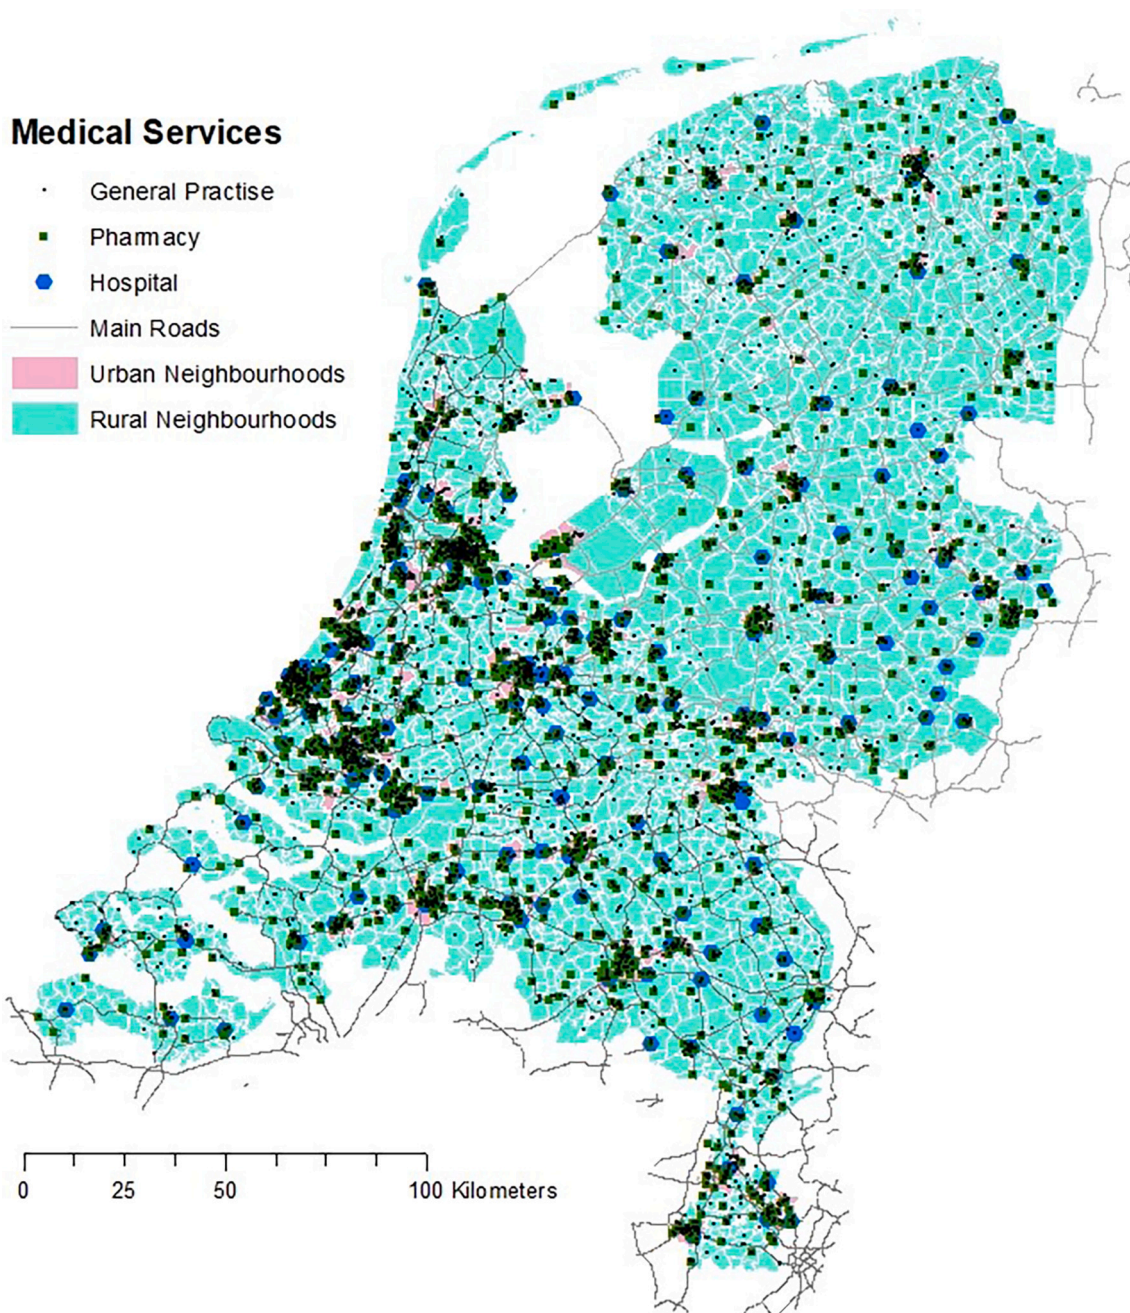 Medical Services
General Practise
Pharmacy
Hospital
Main Roads
Urban Neighbourhoods
Rural Neighbourhoods
0 25 50 100 Kilometers